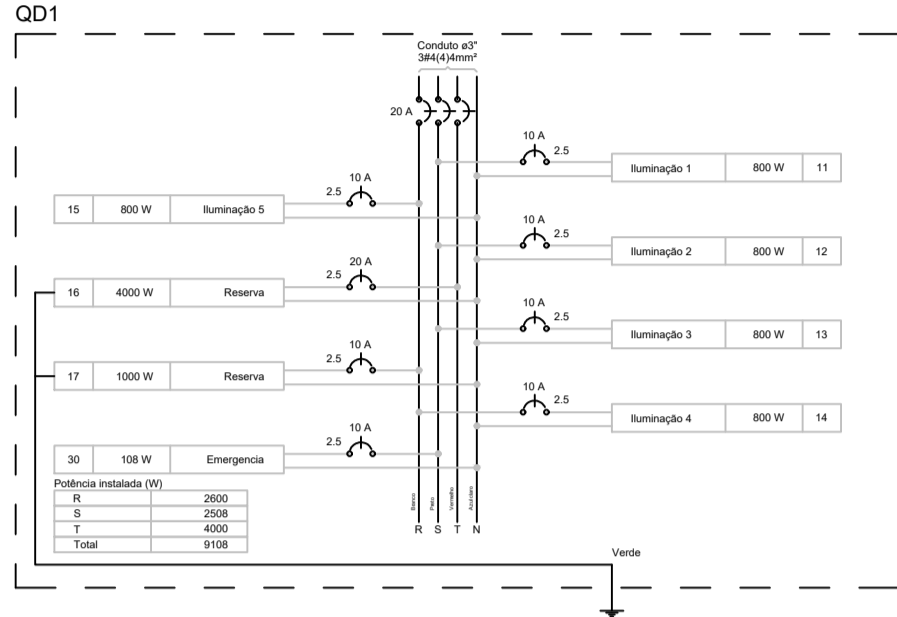 QD1
Conduto ø3"
3#4(4)4mm²
20 A
10 A
2.5
Iluminação 1 800 W 11
10 A
2.5
15 800 W Iluminação 5
10 A
2.5
Iluminação 2 800 W 12
20 A
2.5
16 4000 W Reserva
10 A
2.5
Iluminação 3 800 W 13
10 A
2.5
17 1000 W Reserva
10 A
2.5
Iluminação 4 800 W 14
10 A
2.5
30 108 W Emergencia
Potência instalada (W)
R 2600
S 2508
T 4000
Total 9108
Branco
Preto
Vermelho
Azul claro
R S T N
Verde